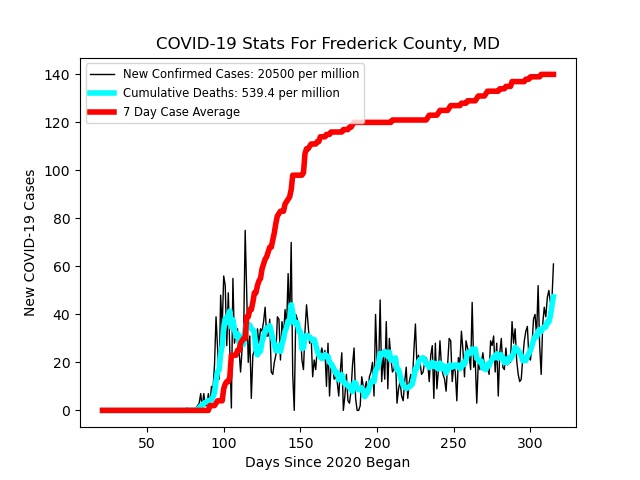 COVID-19 Stats For Frederick County, MD
New Confirmed Cases: 20500 per million
Cumulative Deaths: 539.4 per million
7 Day Case Average
140
120
100
80
60
40
20
0
New COVID-19 Cases
50 100 150 200 250 300
Days Since 2020 Began